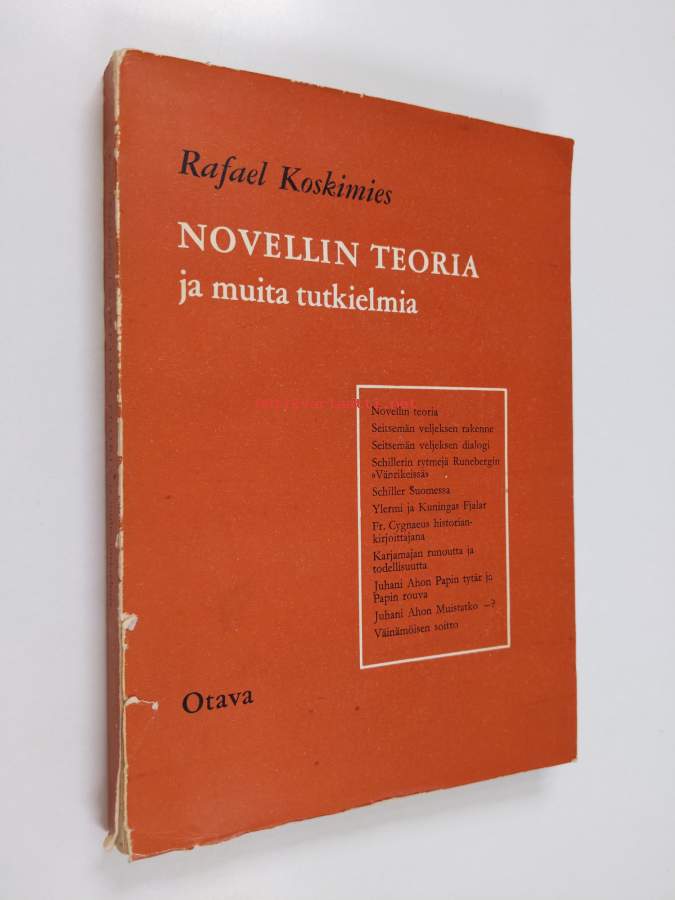 Rafael Koskimies
NOVELLIN TEORIA
ja muita tutkielmia
antikvariaatti.net
Novellin teoria
Seitsemän veljeksen rakenne
Seitsemän veljeksen dialogi
Schillerin rytmejä Runebergin
»Vänrikeissä»
Schiller Suomessa
Ylermi ja Kuningas Fjalar
Fr. Cygnaeus historian-
kirjoittajana
Karjamajan runoutta ja
todellisuutta
Juhani Ahon Papin tytär ja
Papin rouva
Juhani Ahon Muistatko —?
Väinämöisen soitto
Otava